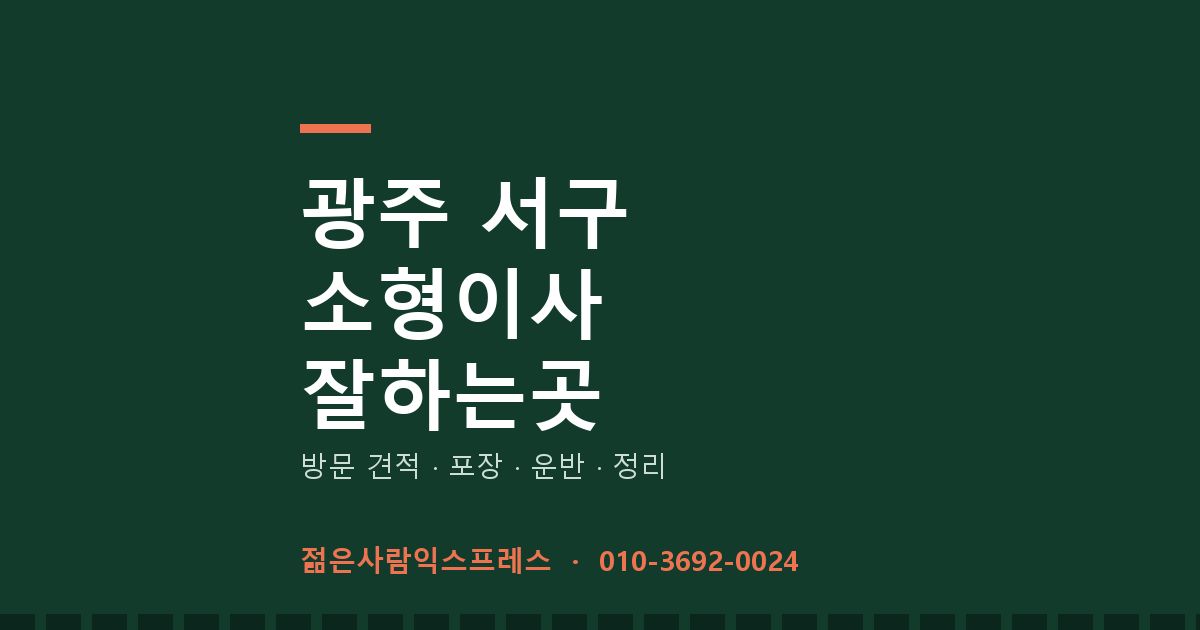 광주 서구
소형이사
잘하는곳
방문 견적 · 포장 · 운반 · 정리
젊은사람익스프레스 · 010-3692-0024